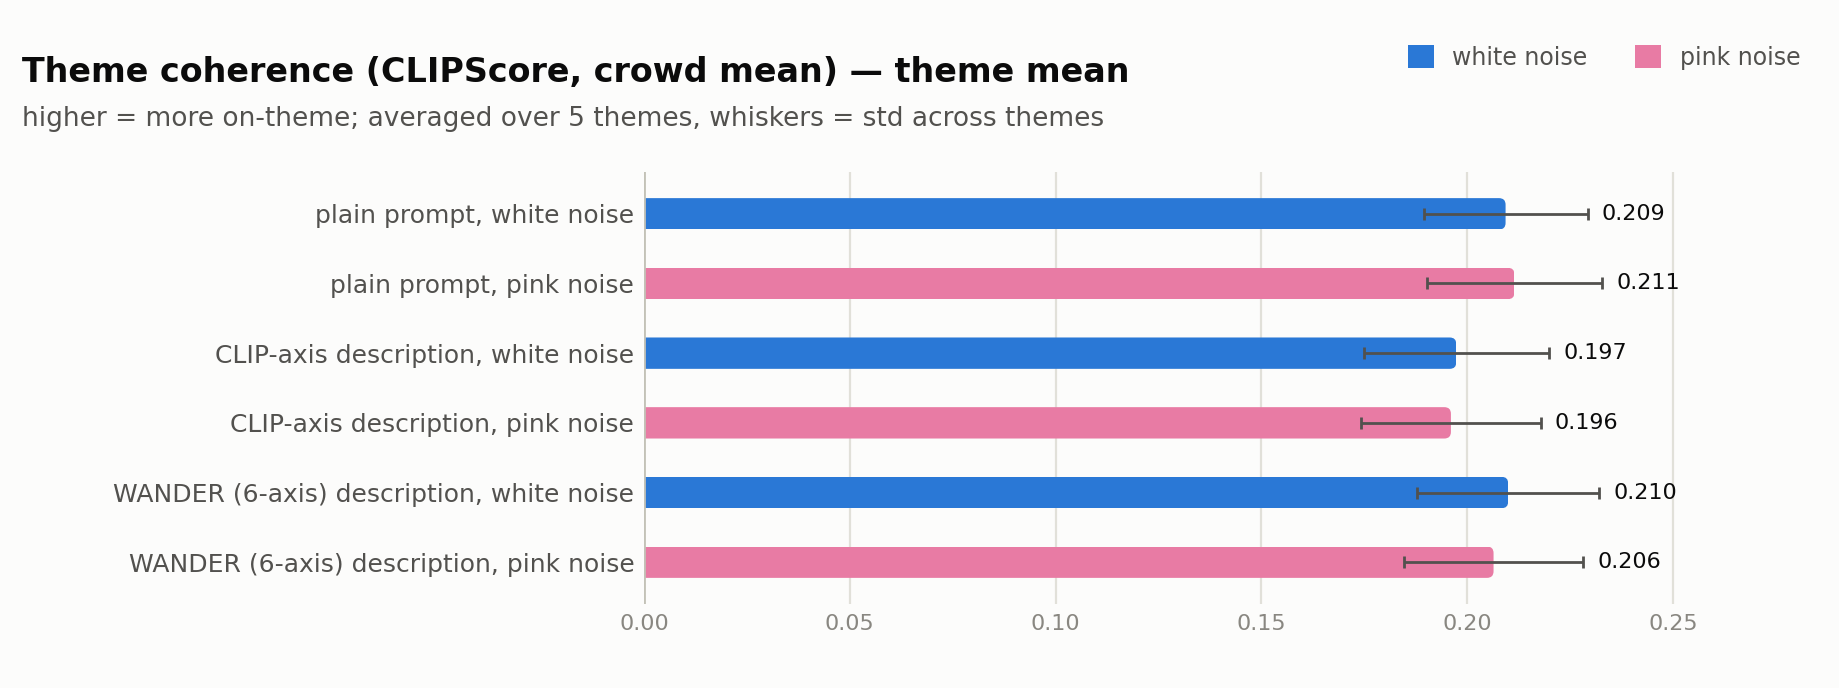 Theme coherence (CLIPScore, crowd mean) — theme mean
higher = more on-theme; averaged over 5 themes, whiskers = std across themes
white noise
pink noise
plain prompt, white noise
0.209
plain prompt, pink noise
0.211
CLIP-axis description, white noise
0.197
CLIP-axis description, pink noise
0.196
WANDER (6-axis) description, white noise
0.210
WANDER (6-axis) description, pink noise
0.206
0.00 0.05 0.10 0.15 0.20 0.25